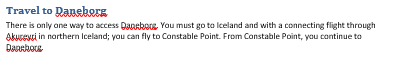 Travel to Daneborg
There is only one way to access Daneborg. You must go to Iceland and with a connecting flight through
Akureyri in northern Iceland; you can fly to Constable Point. From Constable Point, you continue to
Daneborg.